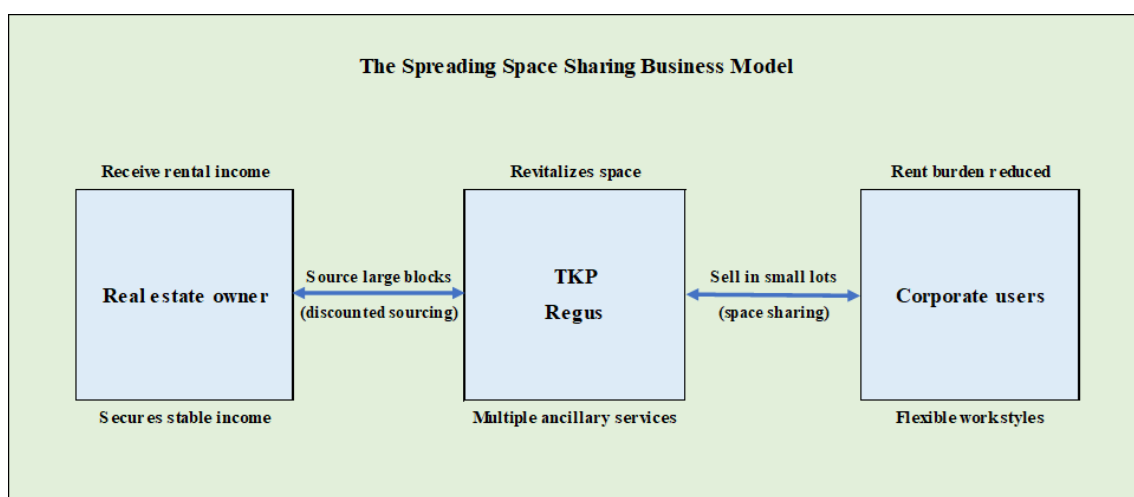 The Spreading Space Sharing Business Model
Receive rental income
Revitalizes space
Rent burden reduced
Real estate owner
Source large blocks
(discounted sourcing)
TKP
Regus
Sell in small lots
(space sharing)
Corporate users
Secures stable income
Multiple ancillary services
Flexible workstyles